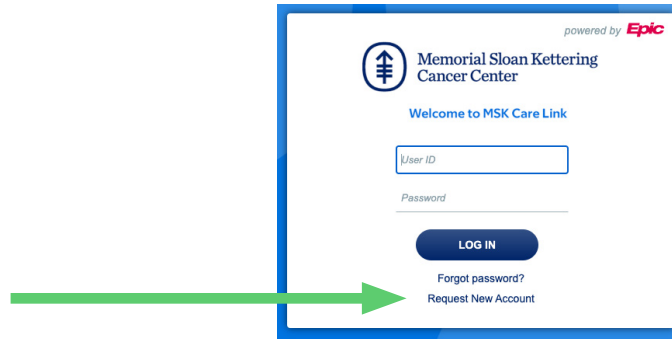 powered by Epic
Memorial Sloan Kettering
Cancer Center
Welcome to MSK Care Link
User ID
Password
LOG IN
Forgot password?
Request New Account